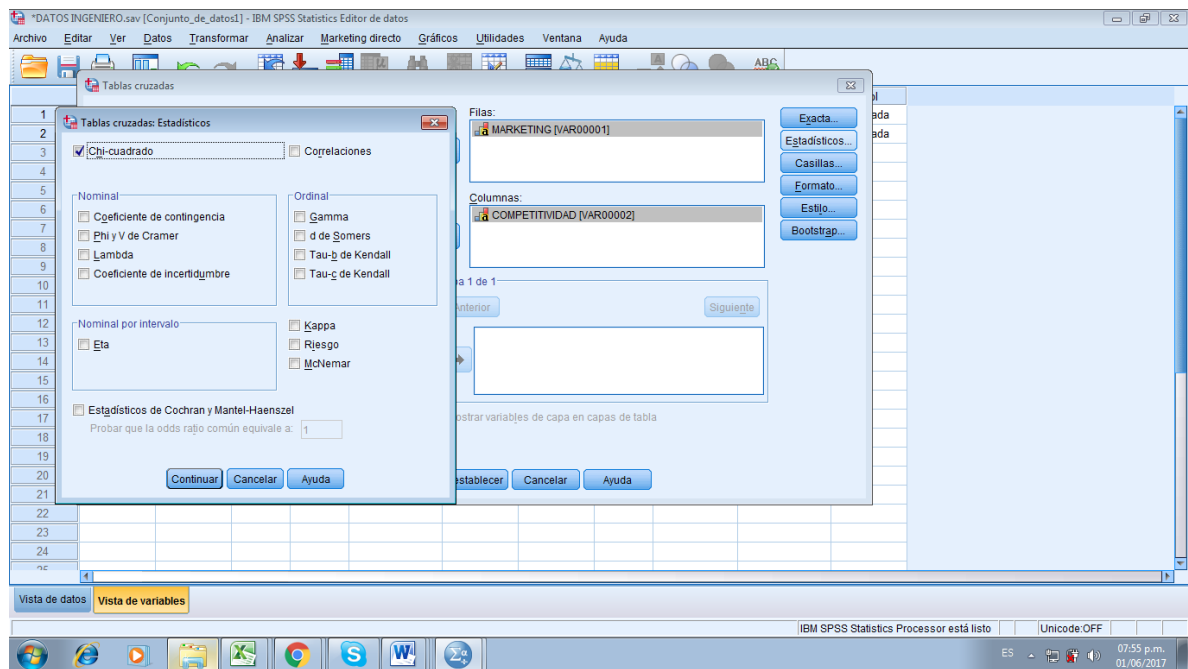 *DATOS INGENIERO.sav [Conjunto_de_datos1] - IBM SPSS Statistics Editor de datos
Archivo Editar Ver Datos Transformar Analizar Marketing directo Gráficos Utilidades Ventana Ayuda
ABC
Tablas cruzadas
Tablas cruzadas: Estadísticos
Chi-cuadrado Correlaciones
Nominal
Coeficiente de contingencia
Phi y V de Cramer
Lambda
Coeficiente de incertidumbre
Ordinal
Gamma
d de Somers
Tau-b de Kendall
Tau-c de Kendall
Nominal por intervalo
Eta
Kappa
Riesgo
McNemar
Estadísticos de Cochran y Mantel-Haenszel
Probar que la odds ratio común equivale a: 1
Continuar Cancelar Ayuda
Filas:
MARKETING [VAR00001]
Columnas:
COMPETITIVIDAD [VAR00002]
a 1 de 1
Anterior Siguiente
ostrar variables de capa en capas de tabla
establecer Cancelar Ayuda
Exacta...
Estadísticos...
Casillas...
Formato...
Estilo...
Bootstrap...
ol
ada
ada
1
2
3
4
5
6
7
8
9
10
11
12
13
14
15
16
17
18
19
20
21
22
23
24
25
Vista de datos Vista de variables
IBM SPSS Statistics Processor está listo Unicode:OFF
ES 07:55 p.m.
01/06/2017